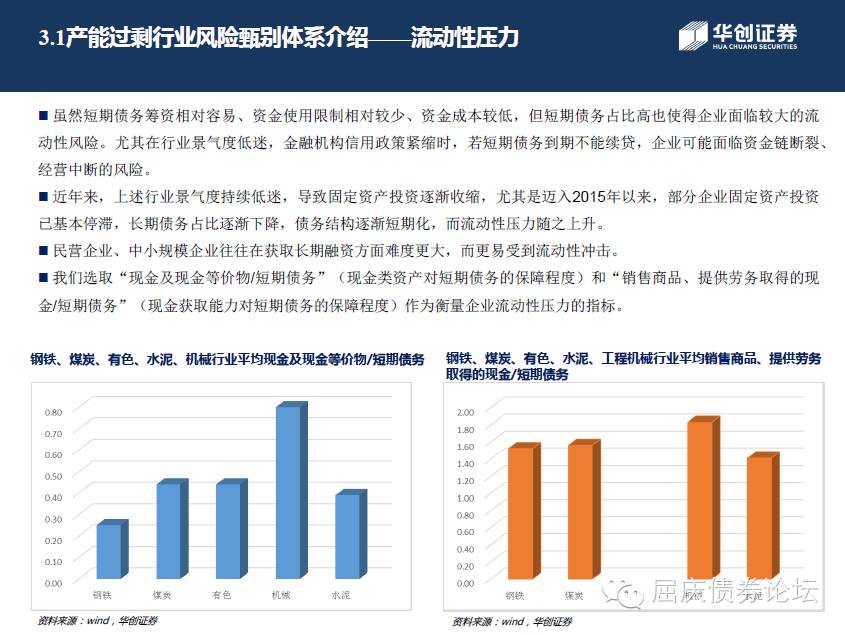 3.1产能过剩行业风险甄别体系介绍——流动性压力
华创证券
HUA CHUANG SECURITIES
■ 虽然短期债务筹资相对容易、资金使用限制相对较少、资金成本较低，但短期债务占比高也使得企业面临较大的流
动性风险。尤其在行业景气度低迷，金融机构信用政策紧缩时，若短期债务到期不能续贷，企业可能面临资金链断裂、
经营中断的风险。
■ 近年来，上述行业景气度持续低迷，导致固定资产投资逐渐收缩，尤其是迈入2015年以来，部分企业固定资产投资
已基本停滞，长期债务占比逐渐下降，债务结构逐渐短期化，而流动性压力随之上升。
■ 民营企业、中小规模企业往往在获取长期融资方面难度更大，而更易受到流动性冲击。
■ 我们选取“现金及现金等价物/短期债务”（现金类资产对短期债务的保障程度）和“销售商品、提供劳务取得的现
金/短期债务”（现金获取能力对短期债务的保障程度）作为衡量企业流动性压力的指标。
钢铁、煤炭、有色、水泥、机械行业平均现金及现金等价物/短期债务
0.80
0.70
0.60
0.50
0.40
0.30
0.20
0.10
0.00
钢铁 煤炭 有色 机械 水泥
资料来源：wind，华创证券
钢铁、煤炭、有色、水泥、工程机械行业平均销售商品、提供劳务
取得的现金/短期债务
2.00
1.80
1.60
1.40
1.20
1.00
0.80
0.60
0.40
0.20
0.00
钢铁 煤炭 机械 水泥
屈庆债券论坛
资料来源：wind，华创证券